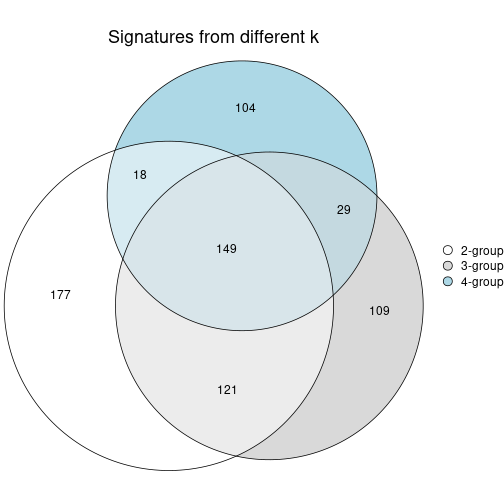 Signatures from different k
104
18
29
149
177
109
121
2-group
3-group
4-group